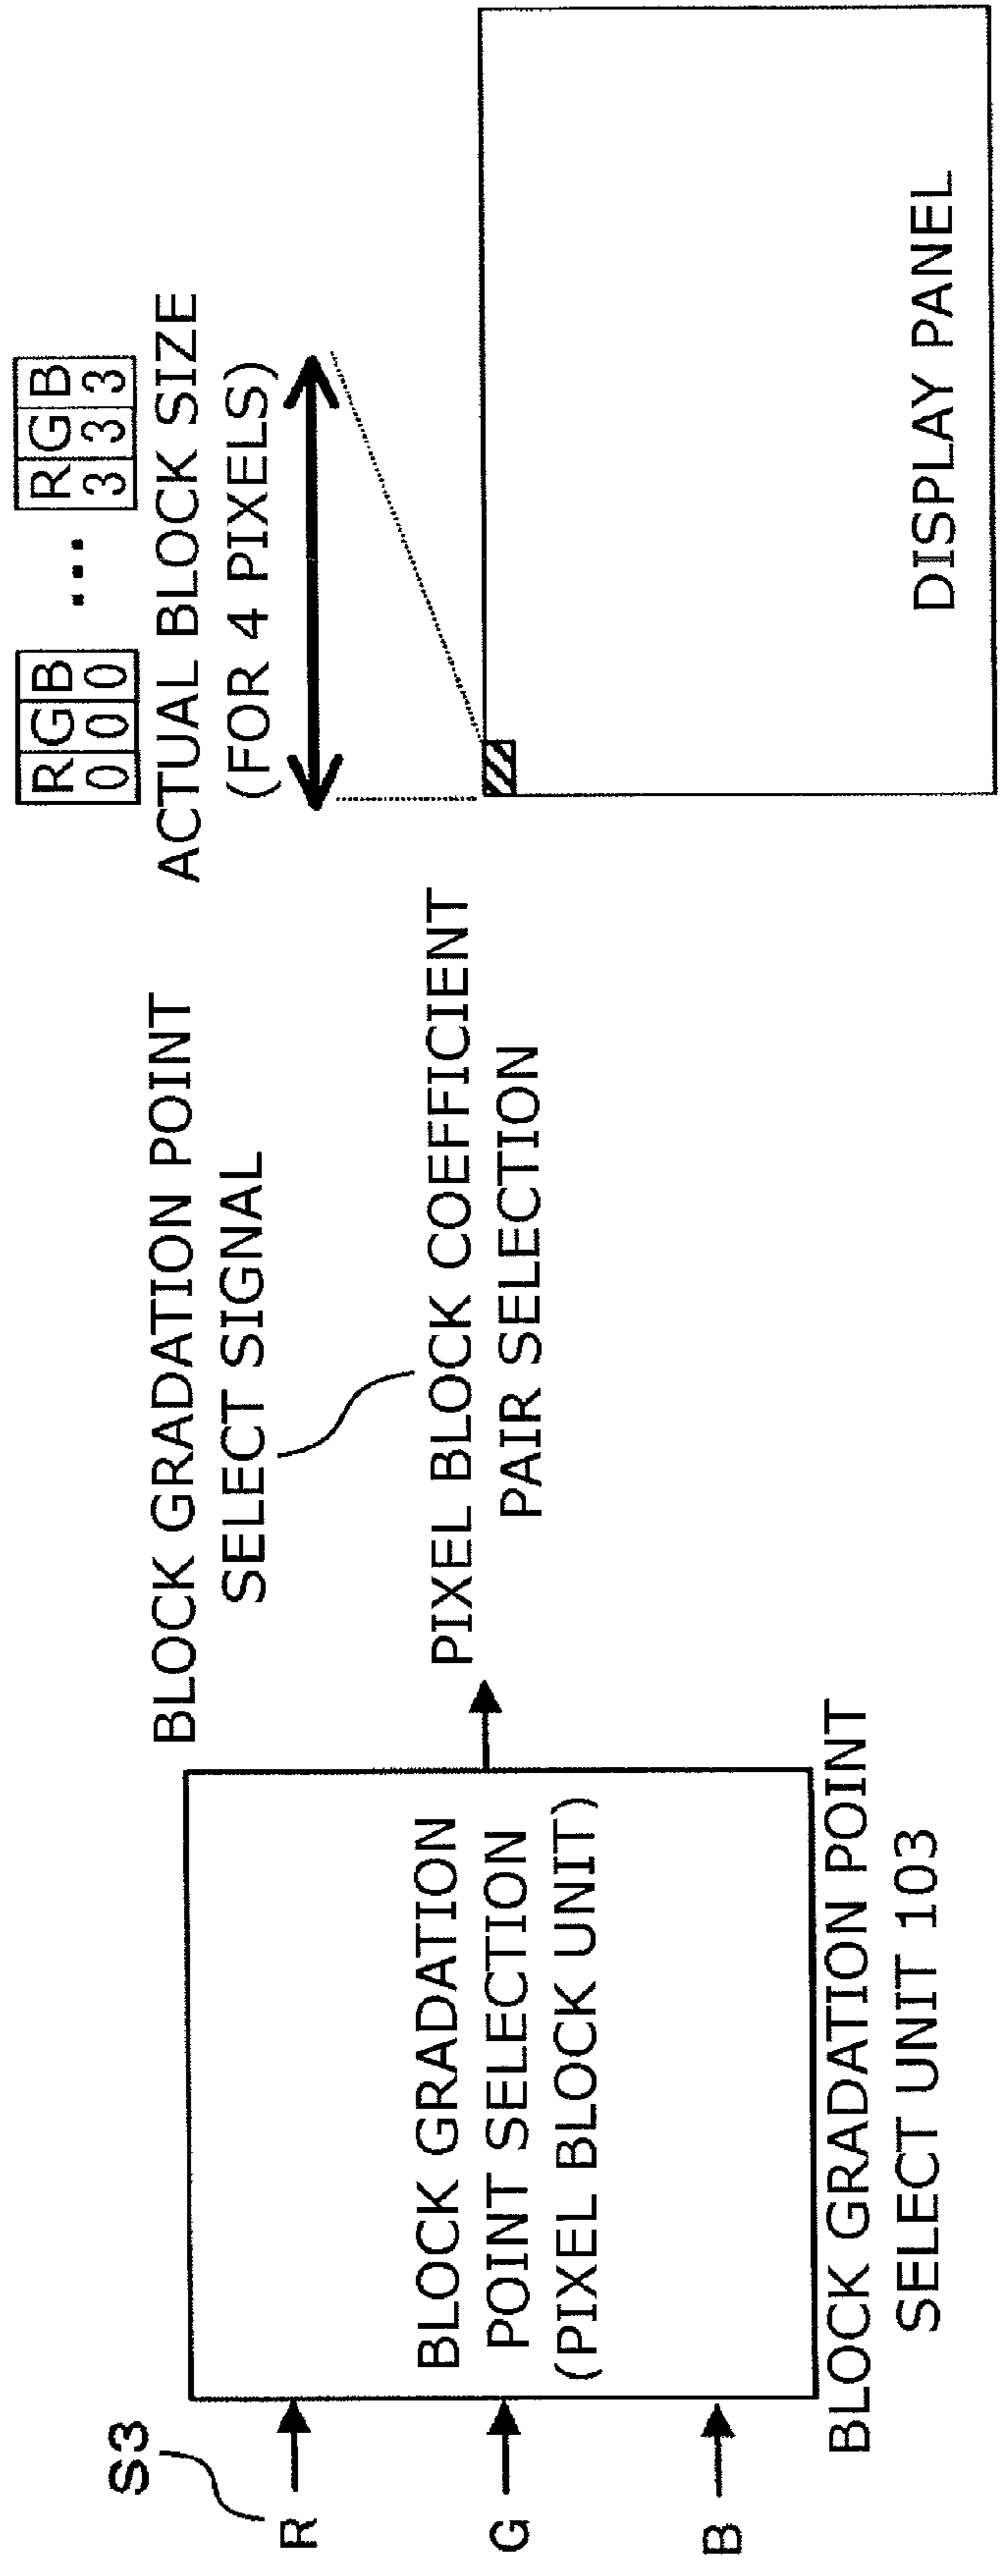 S3
R
G
B
BLOCK GRADATION
POINT SELECTION
(PIXEL BLOCK UNIT)
BLOCK GRADATION POINT
SELECT UNIT 103
BLOCK GRADATION POINT
SELECT SIGNAL
PIXEL BLOCK COEFFICIENT
PAIR SELECTION
R G B ... R G B
0 0 0 3 3 3
ACTUAL BLOCK SIZE
(FOR 4 PIXELS)
DISPLAY PANEL